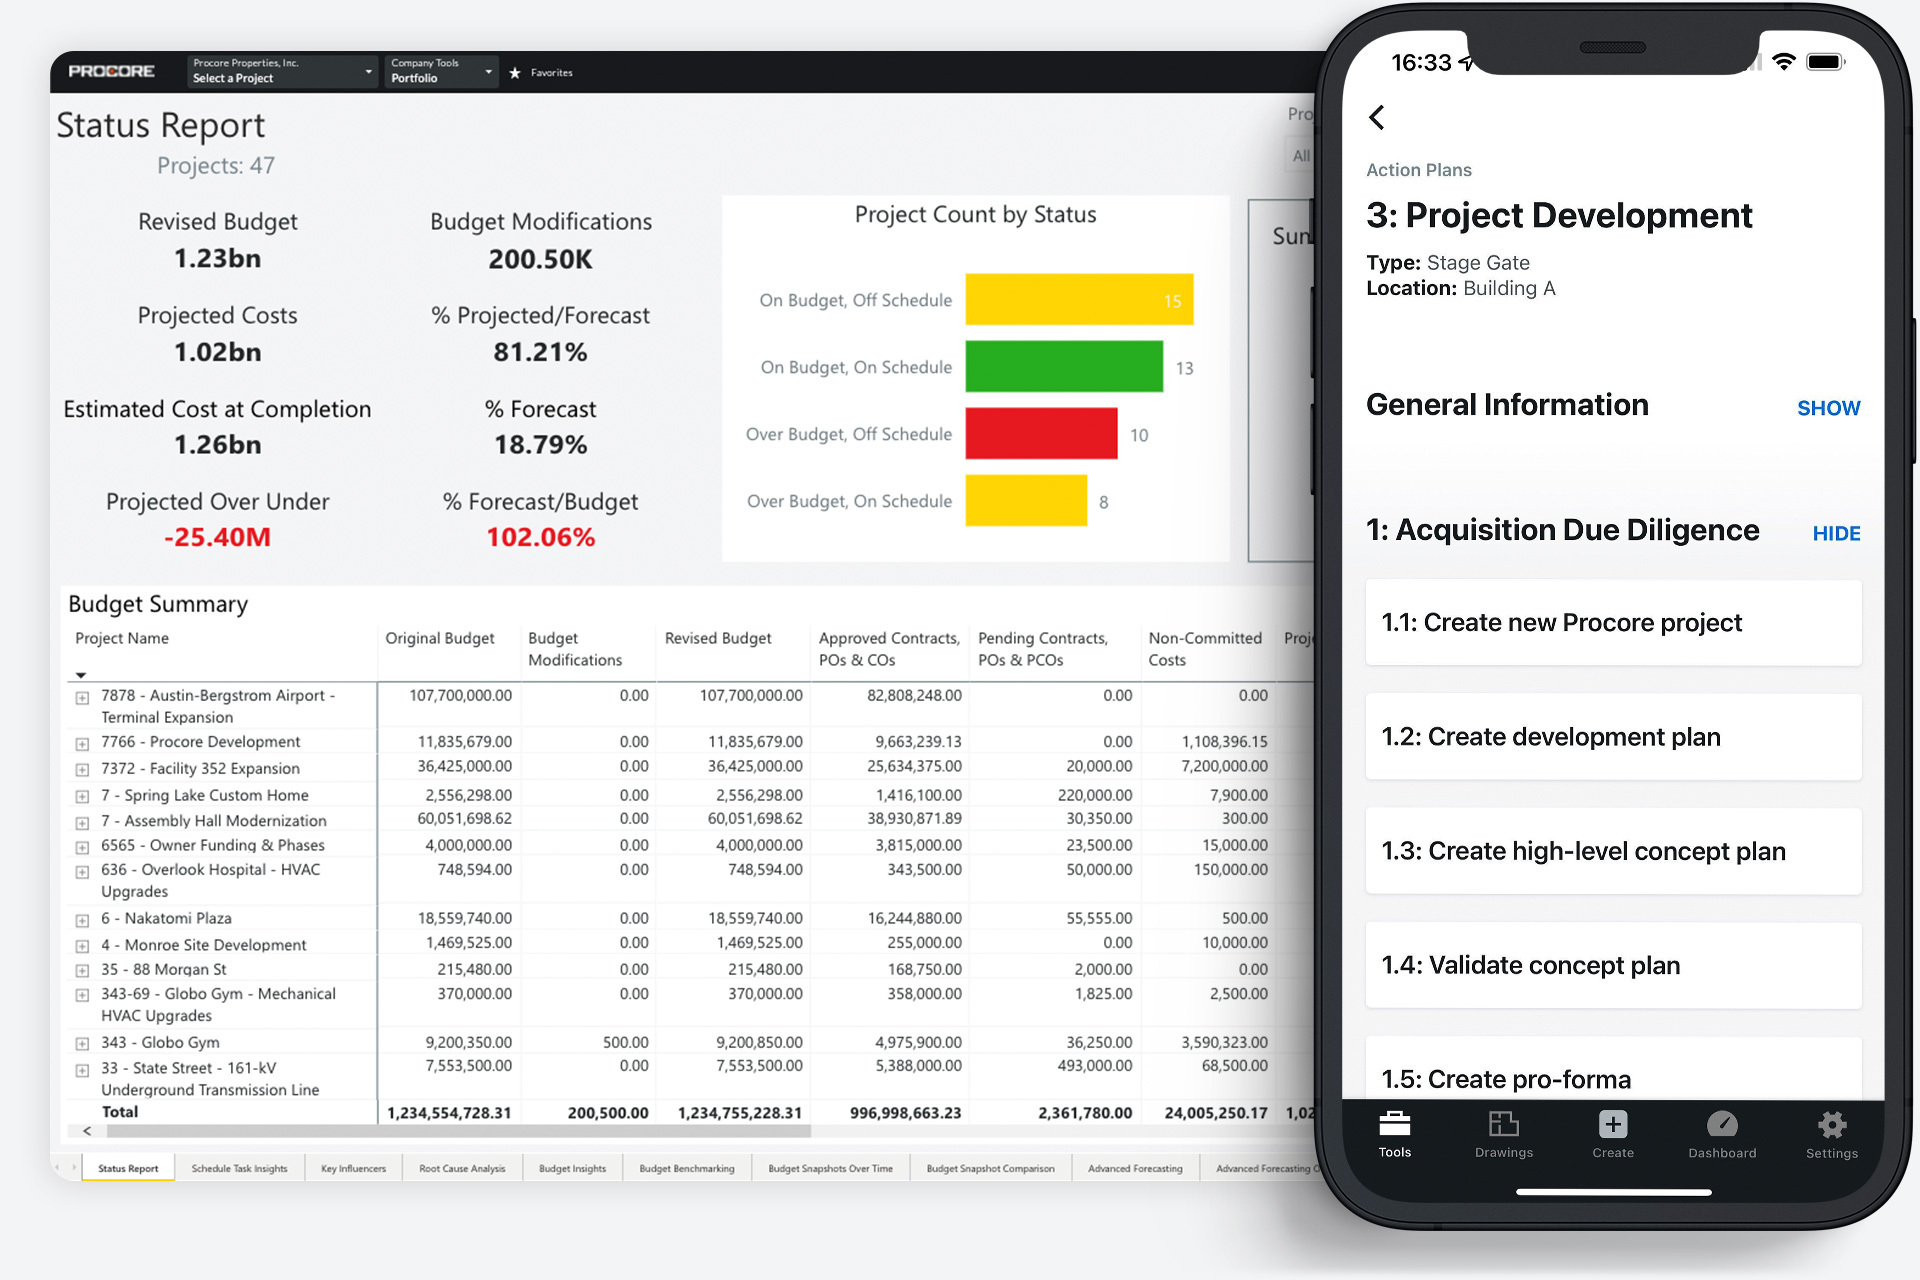 PROCORE
Procore Properties, Inc.
Select a Project
Company Tools
Portfolio
Favorites
Status Report
Projects: 47
Revised Budget
1.23bn
Budget Modifications
200.50K
Projected Costs
1.02bn
% Projected/Forecast
81.21%
Estimated Cost at Completion
1.26bn
% Forecast
18.79%
Projected Over Under
-25.40M
% Forecast/Budget
102.06%
Project Count by Status
On Budget, Off Schedule 15
On Budget, On Schedule 13
Over Budget, Off Schedule 10
Over Budget, On Schedule 8
All
Budget Summary
Project Name Original Budget Budget Modifications Revised Budget Approved Contracts, POs & COs Pending Contracts, POs & PCOs Non-Committed Costs
7878 - Austin-Bergstrom Airport - 107,700,000.00 0.00 107,700,000.00 82,808,248.00 0.00 0.00
Terminal Expansion
7766 - Procore Development 11,835,679.00 0.00 11,835,679.00 9,663,239.13 0.00 1,108,396.15
7372 - Facility 352 Expansion 36,425,000.00 0.00 36,425,000.00 25,634,375.00 20,000.00 7,200,000.00
7 - Spring Lake Custom Home 2,556,298.00 0.00 2,556,298.00 1,416,100.00 220,000.00 7,900.00
7 - Assembly Hall Modernization 60,051,698.62 0.00 60,051,698.62 38,930,871.89 30,350.00 300.00
6565 - Owner Funding & Phases 4,000,000.00 0.00 4,000,000.00 3,815,000.00 23,500.00 15,000.00
636 - Overlook Hospital - HVAC 748,594.00 0.00 748,594.00 343,500.00 50,000.00 150,000.00
Upgrades
6 - Nakatomi Plaza 18,559,740.00 0.00 18,559,740.00 16,244,880.00 55,555.00 500.00
4 - Monroe Site Development 1,469,525.00 0.00 1,469,525.00 255,000.00 0.00 10,000.00
35 - 88 Morgan St 215,480.00 0.00 215,480.00 168,750.00 2,000.00 0.00
343-69 - Globo Gym - Mechanical 370,000.00 0.00 370,000.00 358,000.00 1,825.00 2,500.00
HVAC Upgrades
343 - Globo Gym 9,200,350.00 500.00 9,200,850.00 4,975,900.00 36,250.00 3,590,323.00
33 - State Street - 161-kV 7,553,500.00 0.00 7,553,500.00 5,388,000.00 493,000.00 68,500.00
Underground Transmission Line
Total 1,234,554,728.31 200,500.00 1,234,755,228.31 996,998,663.23 2,361,780.00 24,005,250.17 1,02
Status Report Schedule Task Insights Key Influencers Root Cause Analysis Budget Insights Budget Benchmarking Budget Snapshots Over Time Budget Snapshot Comparison Advanced Forecasting Advanced Forecasting
16:33
Action Plans
3: Project Development
Type: Stage Gate
Location: Building A
General Information SHOW
1: Acquisition Due Diligence HIDE
1.1: Create new Procore project
1.2: Create development plan
1.3: Create high-level concept plan
1.4: Validate concept plan
1.5: Create pro-forma
Tools Drawings Create Dashboard Settings